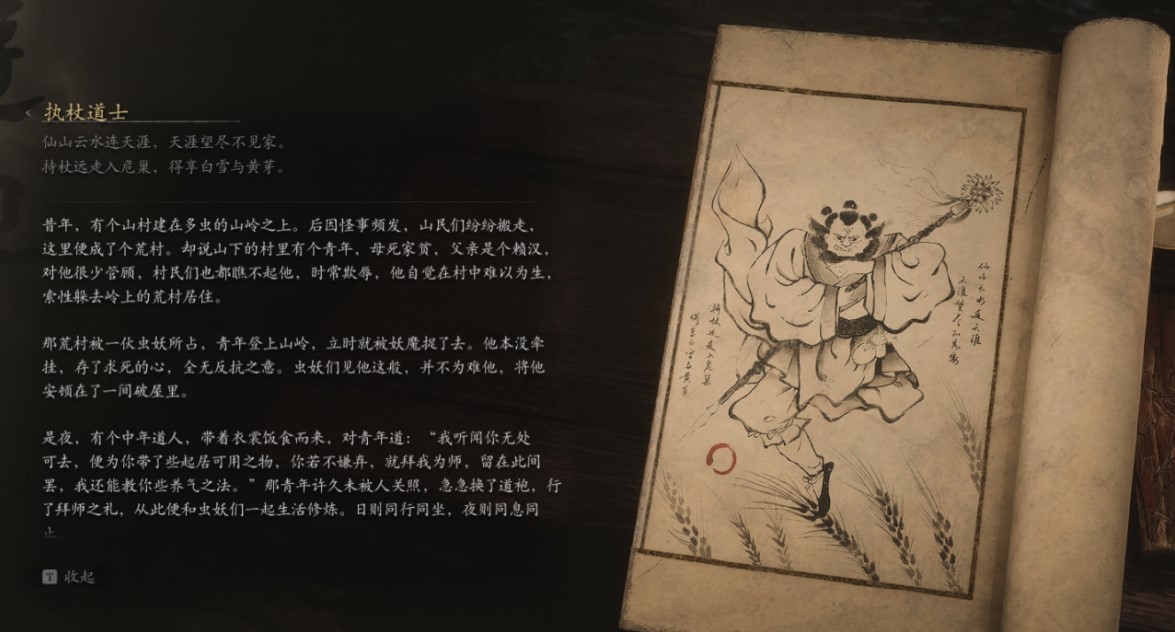 执杖道士
仙山云水连天涯，天涯望尽不见家。
持杖远走入危巢，得享白雪与黄芽。
昔年，有个山村建在多虫的山岭之上。后因怪事频发，山民们纷纷搬走，
这里便成了个荒村。却说山下的村里有个青年，母死家贫，父亲是个赖汉，
对他很少管顾，村民们也都瞧不起他，时常欺辱，他自觉在村中难以为生，
索性躲去岭上的荒村居住。
那荒村被一伙虫妖所占，青年登上山岭，立时就被妖魔捉了去。他本没牵
挂，存了求死的心，全无反抗之意。虫妖们见他这般，并不为难他，将他
安顿在了一间破屋里。
是夜，有个中年道人，带着衣裳饭食而来，对青年道：“我听闻你无处
可去，便为你带了些起居可用之物，你若不嫌弃，就拜我为师，留在此间
罢，我还能教你些养气之法。”那青年许久未被人关照，急急换了道袍，行
了拜师之礼，从此便和虫妖们一起生活修炼。日则同行同坐，夜则同息同
止。
T 收起
仙山云水连天涯
天涯望尽不见家
持杖远走入危巢
得享白雪与黄芽